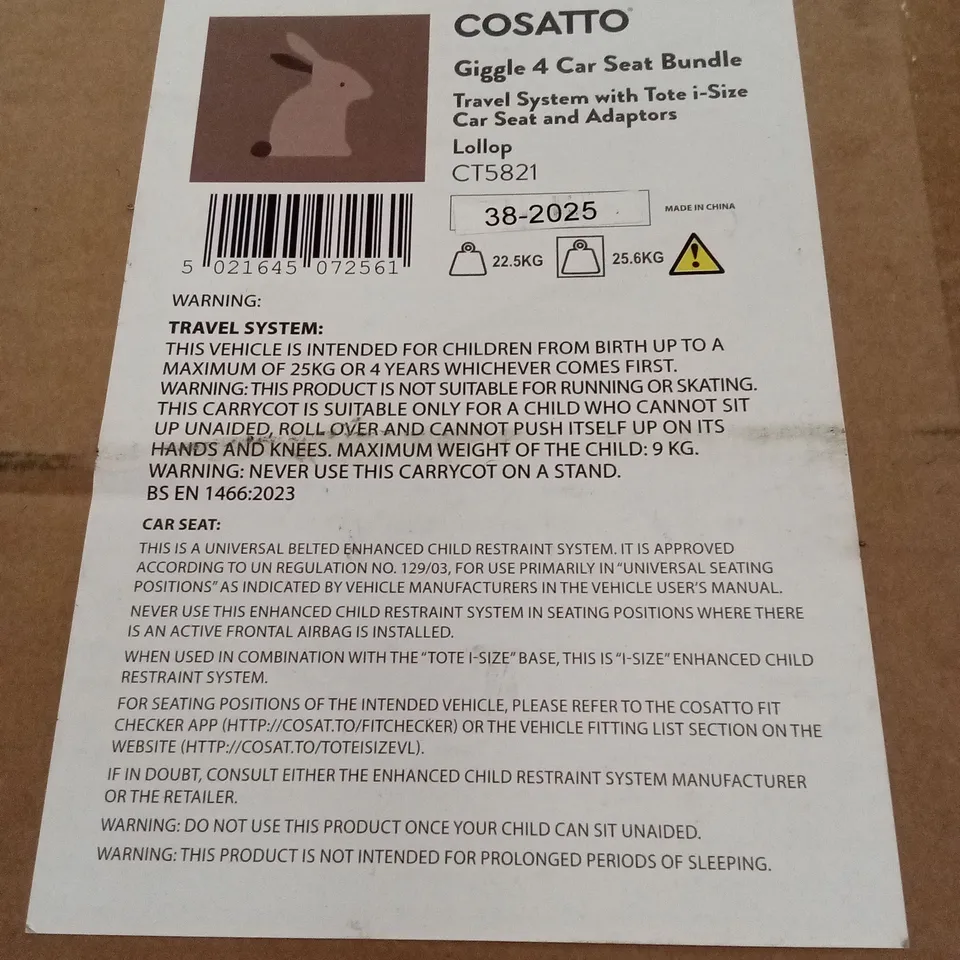 COSATTO
Giggle 4 Car Seat Bundle
Travel System with Tote i-Size
Car Seat and Adaptors
Lollop
CT5821
38-2025
MADE IN CHINA
22.5KG
25.6KG
5 021645 072561
WARNING:
TRAVEL SYSTEM:
THIS VEHICLE IS INTENDED FOR CHILDREN FROM BIRTH UP TO A
MAXIMUM OF 25KG OR 4 YEARS WHICHEVER COMES FIRST.
WARNING: THIS PRODUCT IS NOT SUITABLE FOR RUNNING OR SKATING.
THIS CARRYCOT IS SUITABLE ONLY FOR A CHILD WHO CANNOT SIT
UP UNAIDED, ROLL OVER AND CANNOT PUSH ITSELF UP ON ITS
HANDS AND KNEES. MAXIMUM WEIGHT OF THE CHILD: 9 KG.
WARNING: NEVER USE THIS CARRYCOT ON A STAND.
BS EN 1466:2023
CAR SEAT:
THIS IS A UNIVERSAL BELTED ENHANCED CHILD RESTRAINT SYSTEM. IT IS APPROVED
ACCORDING TO UN REGULATION NO. 129/03, FOR USE PRIMARILY IN "UNIVERSAL SEATING
POSITIONS" AS INDICATED BY VEHICLE MANUFACTURERS IN THE VEHICLE USER'S MANUAL.
NEVER USE THIS ENHANCED CHILD RESTRAINT SYSTEM IN SEATING POSITIONS WHERE THERE
IS AN ACTIVE FRONTAL AIRBAG IS INSTALLED.
WHEN USED IN COMBINATION WITH THE "TOTE I-SIZE" BASE, THIS IS "I-SIZE" ENHANCED CHILD
RESTRAINT SYSTEM.
FOR SEATING POSITIONS OF THE INTENDED VEHICLE, PLEASE REFER TO THE COSATTO FIT
CHECKER APP (HTTP://COSAT.TO/FITCHECKER) OR THE VEHICLE FITTING LIST SECTION ON THE
WEBSITE (HTTP://COSAT.TO/TOTEISIZEVL).
IF IN DOUBT, CONSULT EITHER THE ENHANCED CHILD RESTRAINT SYSTEM MANUFACTURER
OR THE RETAILER.
WARNING: DO NOT USE THIS PRODUCT ONCE YOUR CHILD CAN SIT UNAIDED.
WARNING: THIS PRODUCT IS NOT INTENDED FOR PROLONGED PERIODS OF SLEEPING.